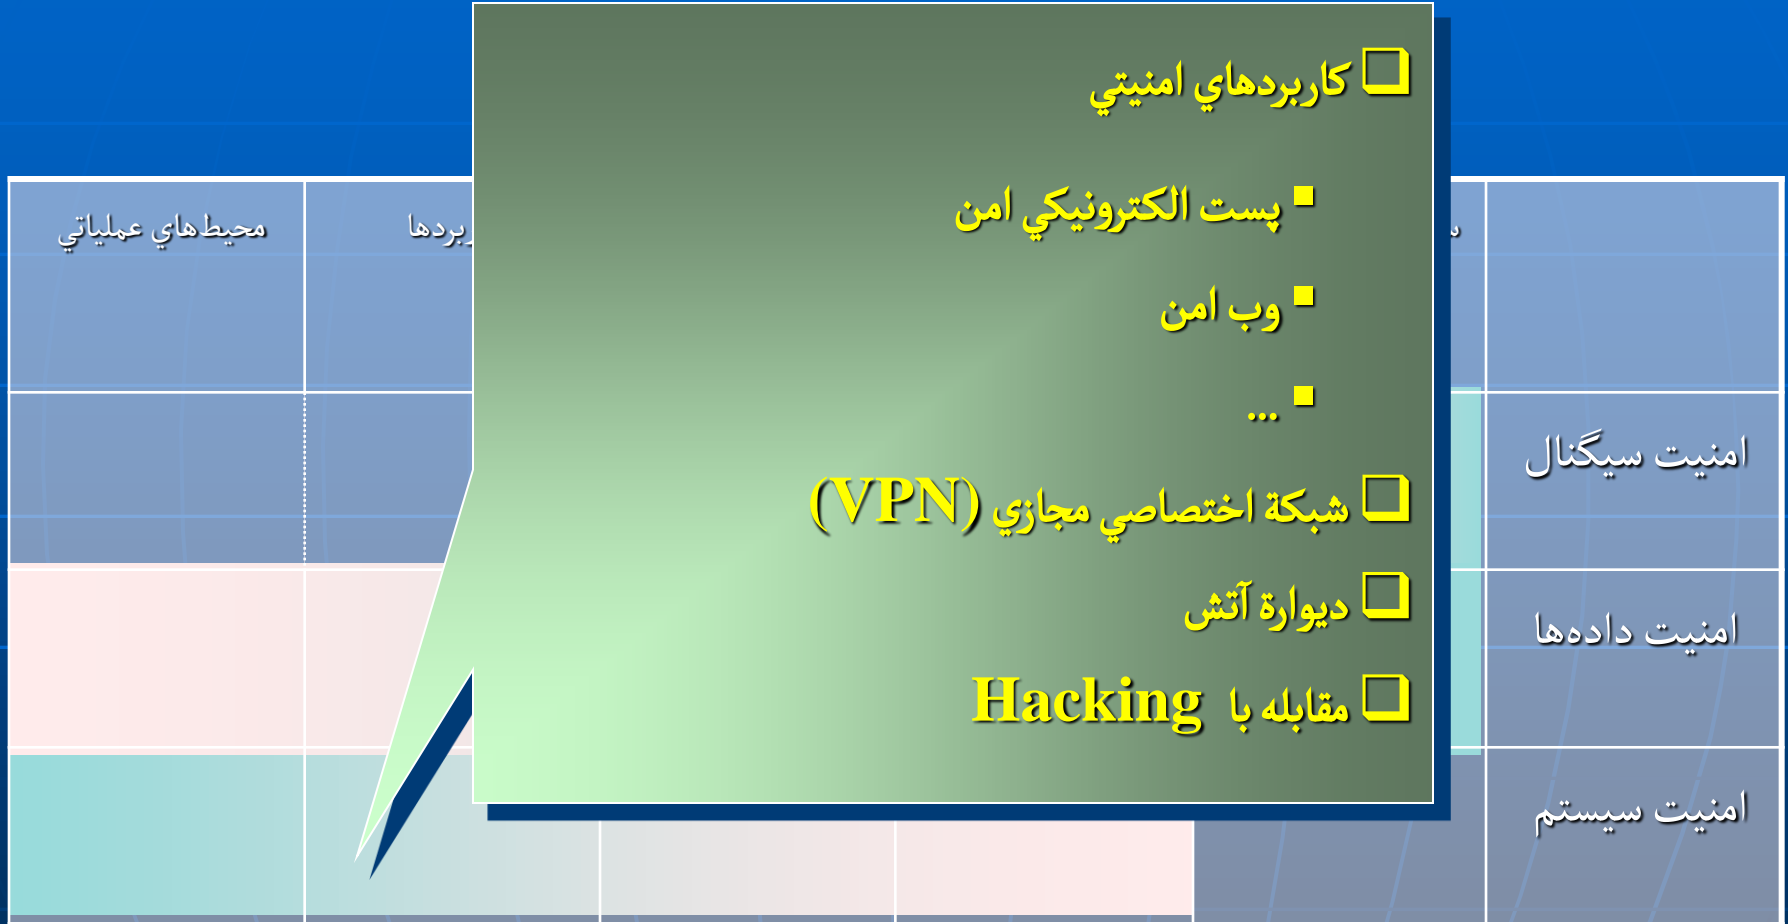 كاربردهاي امنيتي
پست الكترونيكي امن
وب امن
...
شبكة اختصاصي مجازي (VPN)
ديوارة آتش
مقابله با Hacking
محيط‌هاي عملياتي
امنيت سيگنال
امنيت داده‌ها
امنيت سيستم